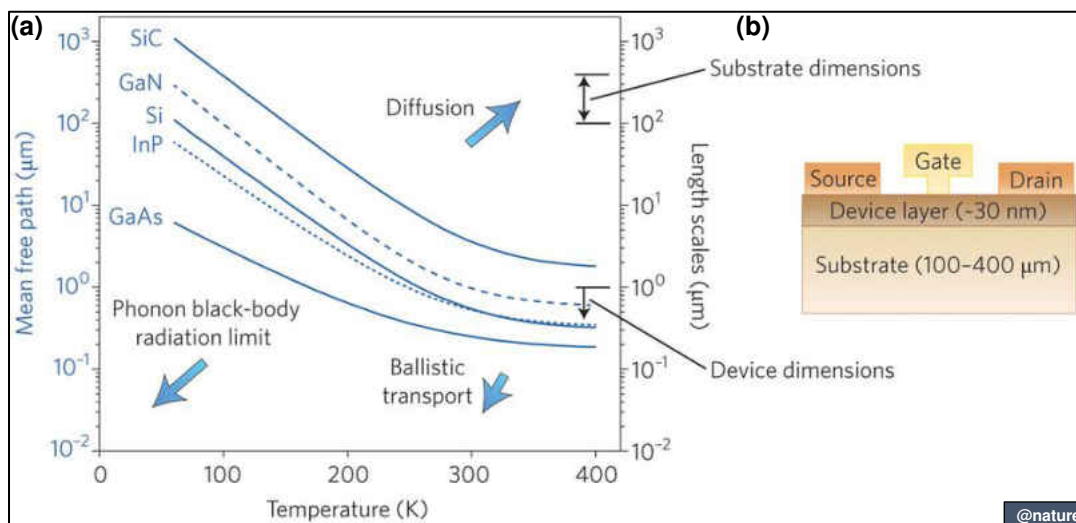 (a)
10³
10²
10¹
10⁰
10⁻¹
10⁻²
Mean free path (μm)
SiC
GaN
Si
InP
GaAs
Diffusion
Phonon black-body
radiation limit
Ballistic
transport
0
100
200
300
400
Temperature (K)
10³
10²
10¹
10⁰
10⁻¹
10⁻²
Length scales (μm)
Substrate dimensions
Device dimensions
(b)
Source
Gate
Drain
Device layer (~30 nm)
Substrate (100–400 μm)
@nature